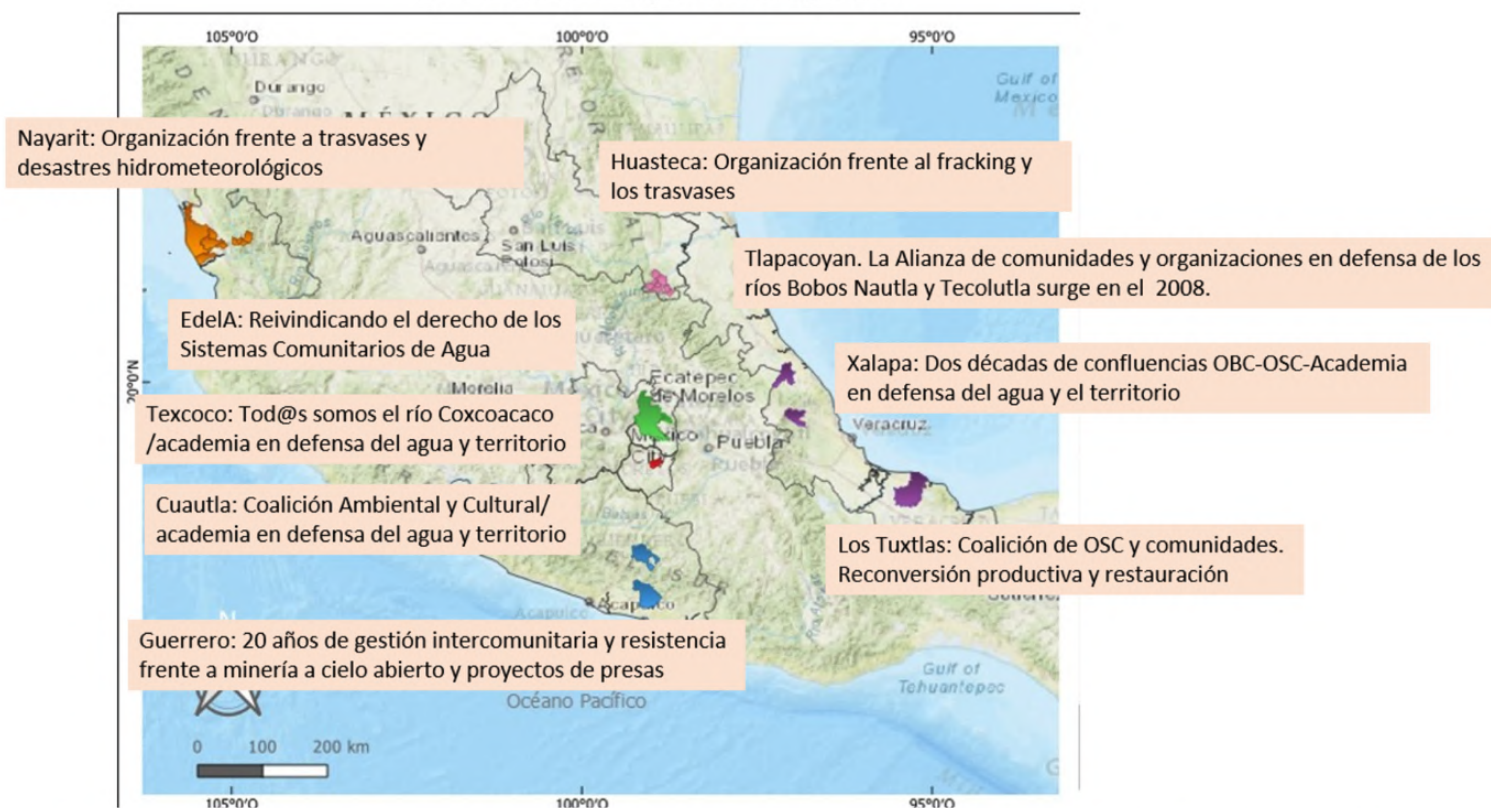 105°0'O 100°0'O 95°0'O
Gulf of
Mexico
DURANGO
Durango
Durango
MÉXICO
Nayarit: Organización frente a trasvases y
desastres hidrometeorológicos
Huasteca: Organización frente al fracking y
los trasvases
Aguascalientes
San Luis
Potosí
Tlapacoyan. La Alianza de comunidades y organizaciones en defensa de los
ríos Bobos Nautla y Tecolutla surge en el 2008.
EdelA: Reivindicando el derecho de los
Sistemas Comunitarios de Agua
Xalapa: Dos décadas de confluencias OBC-OSC-Academia
en defensa del agua y el territorio
Morelia
Ecatepec
de Morelos
Texcoco: Tod@s somos el río Coxcoacaco
/academia en defensa del agua y territorio
Veracruz
México
City
Puebla
Puebla
Cuautla: Coalición Ambiental y Cultural/
academia en defensa del agua y territorio
Los Tuxtlas: Coalición de OSC y comunidades.
Reconversión productiva y restauración
Acapulco
Acapulco
Guerrero: 20 años de gestión intercomunitaria y resistencia
frente a minería a cielo abierto y proyectos de presas
Gulf of
Tehuantepec
Océano Pacífico
0 100 200 km
105°0'O 100°0'O 95°0'O